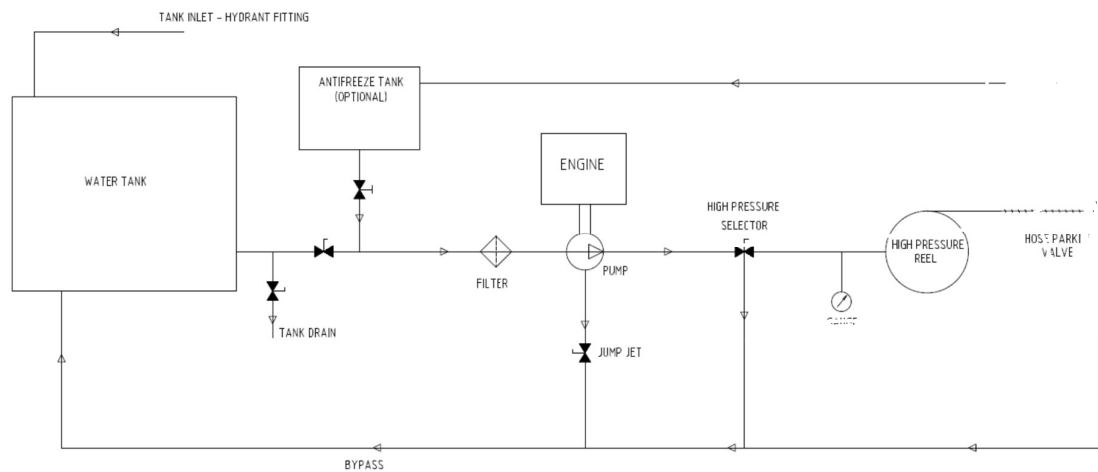 TANK INLET - HYDRANT FITTING
ANTIFREEZE TANK
(OPTIONAL)
WATER TANK
ENGINE
HIGH PRESSURE
SELECTOR
HIGH PRESSURE
REEL
VALVE
FILTER
PUMP
TANK DRAIN
JUMP JET
BYPASS